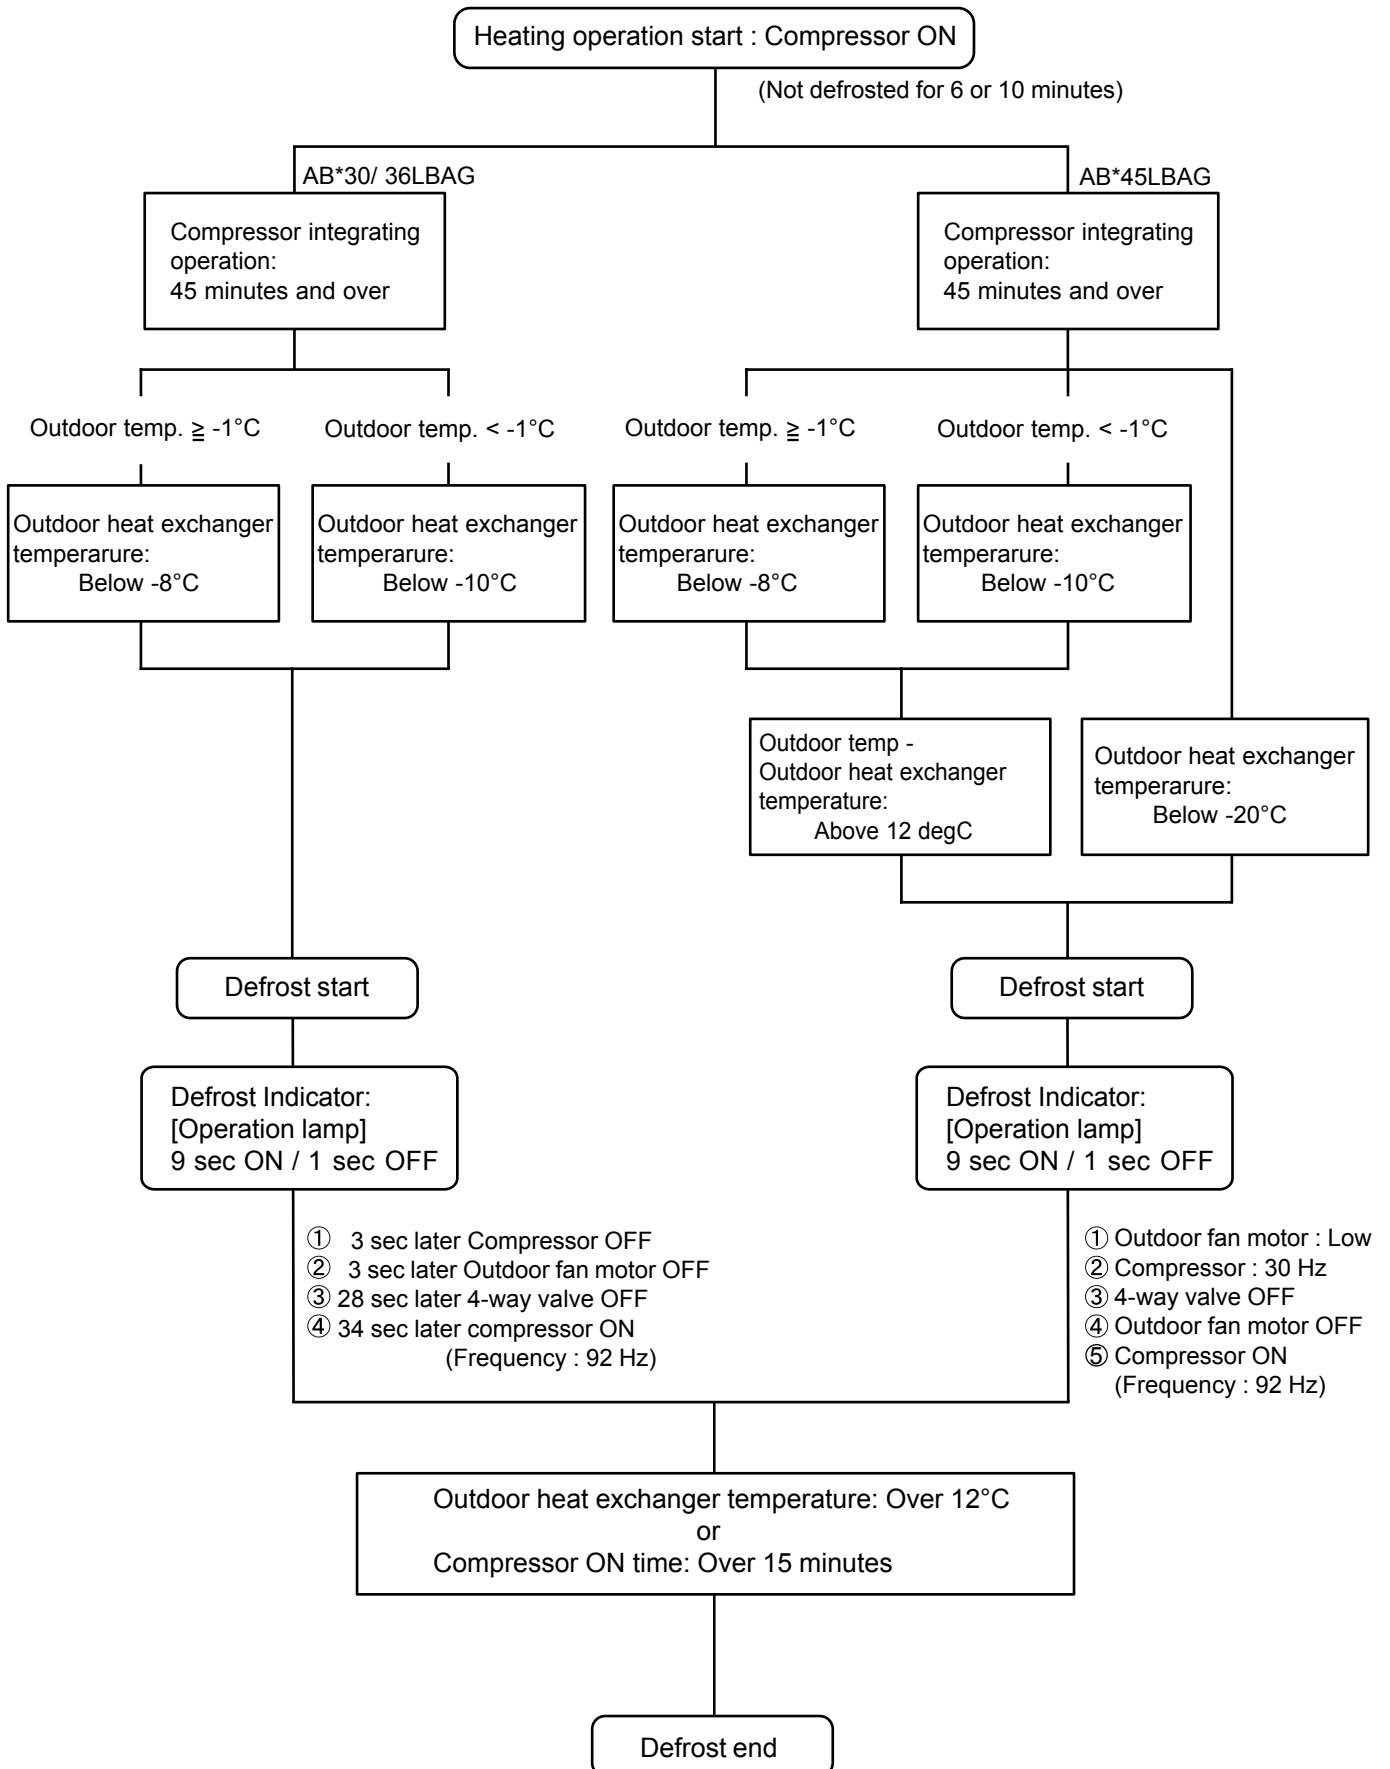 Heating operation start : Compressor ON
(Not defrosted for 6 or 10 minutes)
AB*30/ 36LBAG
Compressor integrating
operation:
45 minutes and over
Outdoor temp. ≧ -1°C
Outdoor temp. < -1°C
Outdoor heat exchanger
temperarure:
Below -8°C
Outdoor heat exchanger
temperarure:
Below -10°C
Defrost start
Defrost Indicator:
[Operation lamp]
9 sec ON / 1 sec OFF
① 3 sec later Compressor OFF
② 3 sec later Outdoor fan motor OFF
③ 28 sec later 4-way valve OFF
④ 34 sec later compressor ON
(Frequency : 92 Hz)
AB*45LBAG
Compressor integrating
operation:
45 minutes and over
Outdoor temp. ≧ -1°C
Outdoor temp. < -1°C
Outdoor heat exchanger
temperarure:
Below -8°C
Outdoor heat exchanger
temperarure:
Below -10°C
Outdoor temp -
Outdoor heat exchanger
temperature:
Above 12 degC
Outdoor heat exchanger
temperarure:
Below -20°C
Defrost start
Defrost Indicator:
[Operation lamp]
9 sec ON / 1 sec OFF
① Outdoor fan motor : Low
② Compressor : 30 Hz
③ 4-way valve OFF
④ Outdoor fan motor OFF
⑤ Compressor ON
(Frequency : 92 Hz)
Outdoor heat exchanger temperature: Over 12°C
or
Compressor ON time: Over 15 minutes
Defrost end